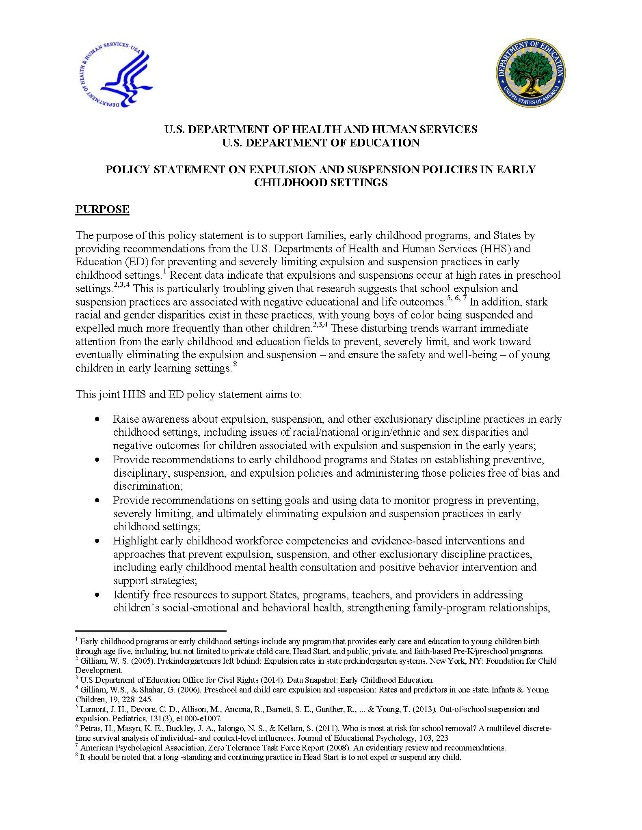 DEPARTMENT OF HEALTH & HUMAN SERVICES · USA
DEPARTMENT OF EDUCATION
UNITED STATES OF AMERICA
U.S. DEPARTMENT OF HEALTH AND HUMAN SERVICES
U.S. DEPARTMENT OF EDUCATION
POLICY STATEMENT ON EXPULSION AND SUSPENSION POLICIES IN EARLY
CHILDHOOD SETTINGS
PURPOSE
The purpose of this policy statement is to support families, early childhood programs, and States by
providing recommendations from the U.S. Departments of Health and Human Services (HHS) and
Education (ED) for preventing and severely limiting expulsion and suspension practices in early
childhood settings.1 Recent data indicate that expulsions and suspensions occur at high rates in preschool
settings.2,3,4 This is particularly troubling given that research suggests that school expulsion and
suspension practices are associated with negative educational and life outcomes.5, 6, 7 In addition, stark
racial and gender disparities exist in these practices, with young boys of color being suspended and
expelled much more frequently than other children.2,3,4 These disturbing trends warrant immediate
attention from the early childhood and education fields to prevent, severely limit, and work toward
eventually eliminating the expulsion and suspension – and ensure the safety and well-being – of young
children in early learning settings.8
This joint HHS and ED policy statement aims to:
• Raise awareness about expulsion, suspension, and other exclusionary discipline practices in early
childhood settings, including issues of racial/national origin/ethnic and sex disparities and
negative outcomes for children associated with expulsion and suspension in the early years;
• Provide recommendations to early childhood programs and States on establishing preventive,
disciplinary, suspension, and expulsion policies and administering those policies free of bias and
discrimination;
• Provide recommendations on setting goals and using data to monitor progress in preventing,
severely limiting, and ultimately eliminating expulsion and suspension practices in early
childhood settings;
• Highlight early childhood workforce competencies and evidence-based interventions and
approaches that prevent expulsion, suspension, and other exclusionary discipline practices,
including early childhood mental health consultation and positive behavior intervention and
support strategies;
• Identify free resources to support States, programs, teachers, and providers in addressing
children´s social-emotional and behavioral health, strengthening family-program relationships,
1 Early childhood programs or early childhood settings include any program that provides early care and education to young children birth
through age five, including, but not limited to private child care, Head Start, and public, private, and faith-based Pre-K/preschool programs.
2 Gilliam, W. S. (2005). Prekindergarteners left behind: Expulsion rates in state prekindergarten systems. New York, NY: Foundation for Child
Development.
3 U.S Department of Education Office for Civil Rights (2014). Data Snapshot: Early Childhood Education
4 Gilliam, W.S., & Shahar, G. (2006). Preschool and child care expulsion and suspension: Rates and predictors in one state. Infants & Young
Children, 19, 228–245.
5 Lamont, J. H., Devore, C. D., Allison, M., Ancona, R., Barnett, S. E., Gunther, R., ... & Young, T. (2013). Out-of-school suspension and
expulsion. Pediatrics, 131(3), e1000-e1007.
6 Petras, H., Masyn, K. E., Buckley, J. A., Ialongo, N. S., & Kellam, S. (2011). Who is most at risk for school removal? A multilevel discrete-
time survival analysis of individual- and context-level influences. Journal of Educational Psychology, 103, 223
7 American Psychological Association, Zero Tolerance Task Force Report (2008). An evidentiary review and recommendations.
8 It should be noted that a long -standing and continuing practice in Head Start is to not expel or suspend any child.